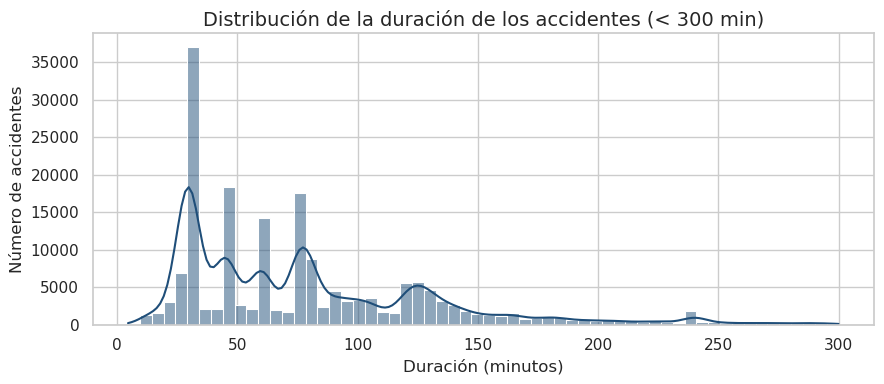 Distribución de la duración de los accidentes (< 300 min)
Número de accidentes
35000
30000
25000
20000
15000
10000
5000
0
0 50 100 150 200 250 300
Duración (minutos)